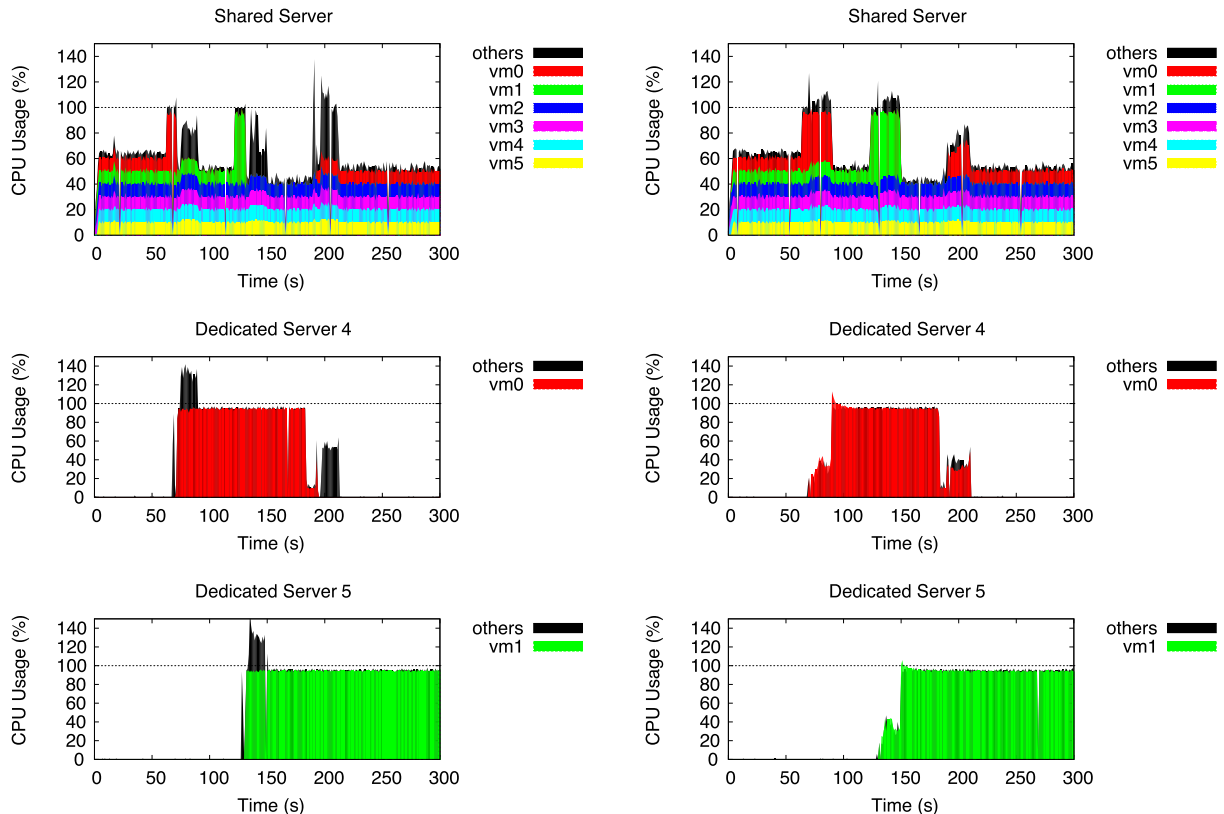 Shared Server
CPU Usage (%)
140
120
100
80
60
40
20
0
0 50 100 150 200 250 300
Time (s)
others
vm0
vm1
vm2
vm3
vm4
vm5
Shared Server
CPU Usage (%)
140
120
100
80
60
40
20
0
0 50 100 150 200 250 300
Time (s)
others
vm0
vm1
vm2
vm3
vm4
vm5
Dedicated Server 4
CPU Usage (%)
140
120
100
80
60
40
20
0
0 50 100 150 200 250 300
Time (s)
others
vm0
Dedicated Server 4
CPU Usage (%)
140
120
100
80
60
40
20
0
0 50 100 150 200 250 300
Time (s)
others
vm0
Dedicated Server 5
CPU Usage (%)
140
120
100
80
60
40
20
0
0 50 100 150 200 250 300
Time (s)
others
vm1
Dedicated Server 5
CPU Usage (%)
140
120
100
80
60
40
20
0
0 50 100 150 200 250 300
Time (s)
others
vm1